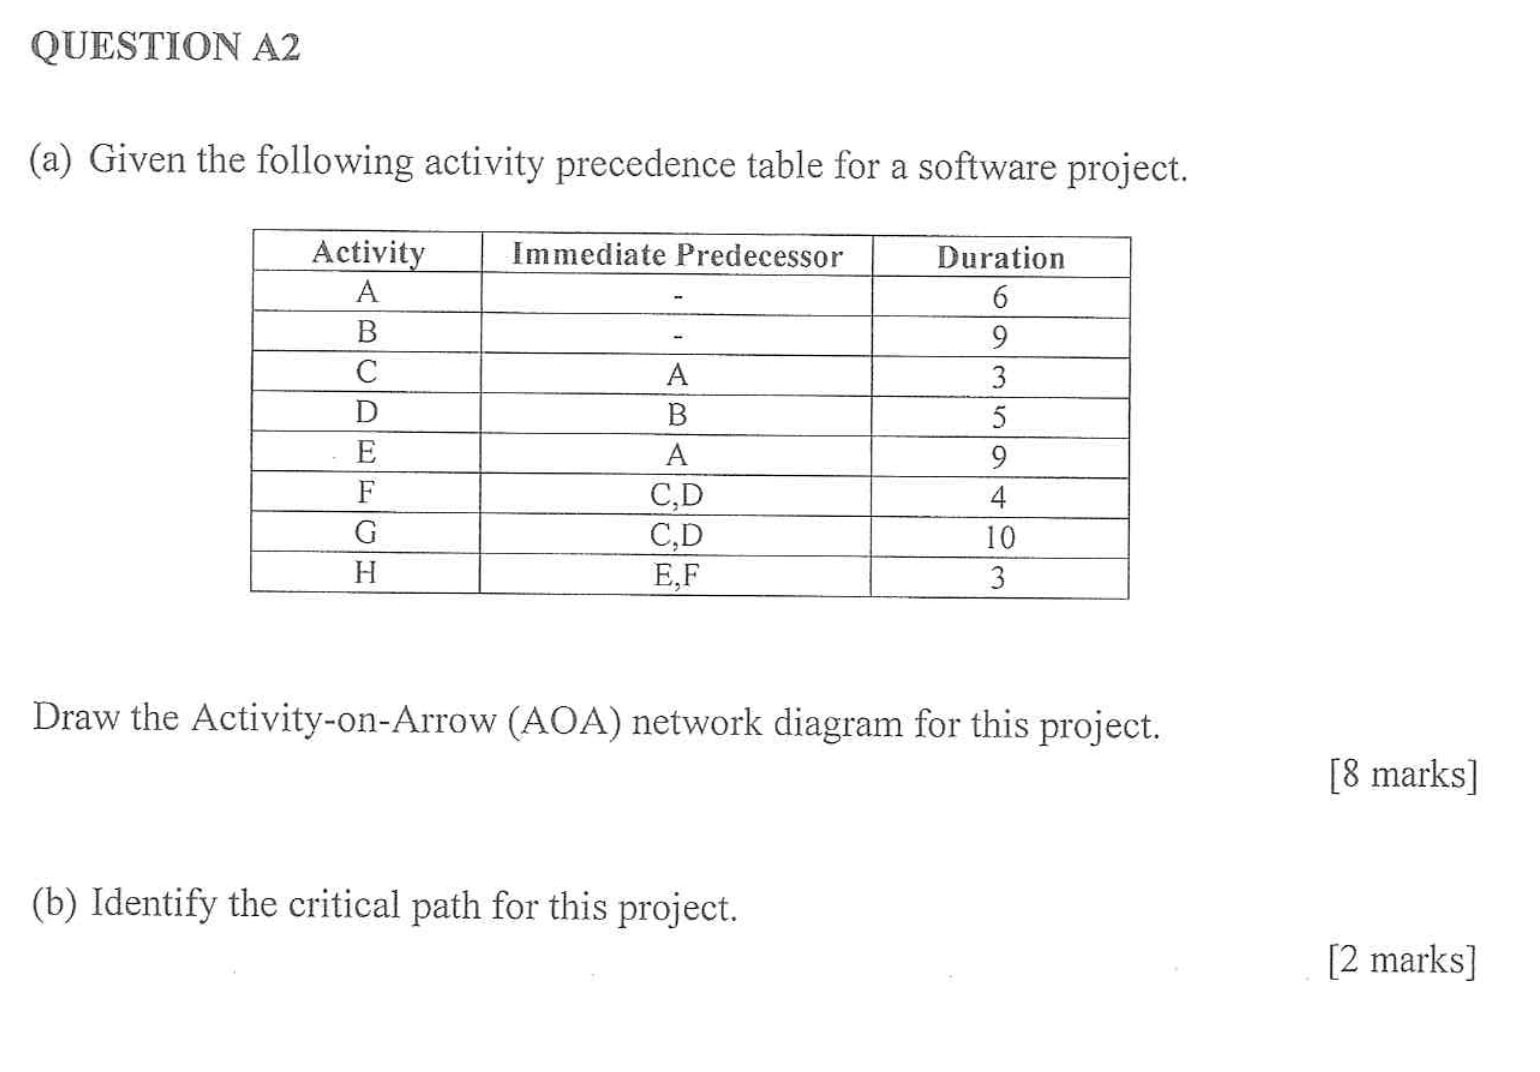 QUESTION A2
(a) Given the following activity precedence table for a software project.
Activity Immediate Predecessor Duration
A - 6
B - 9
C A 3
D B 5
E A 9
F C,D 4
G C,D 10
H E,F 3
Draw the Activity-on-Arrow (AOA) network diagram for this project.
[8 marks]
(b) Identify the critical path for this project.
[2 marks]